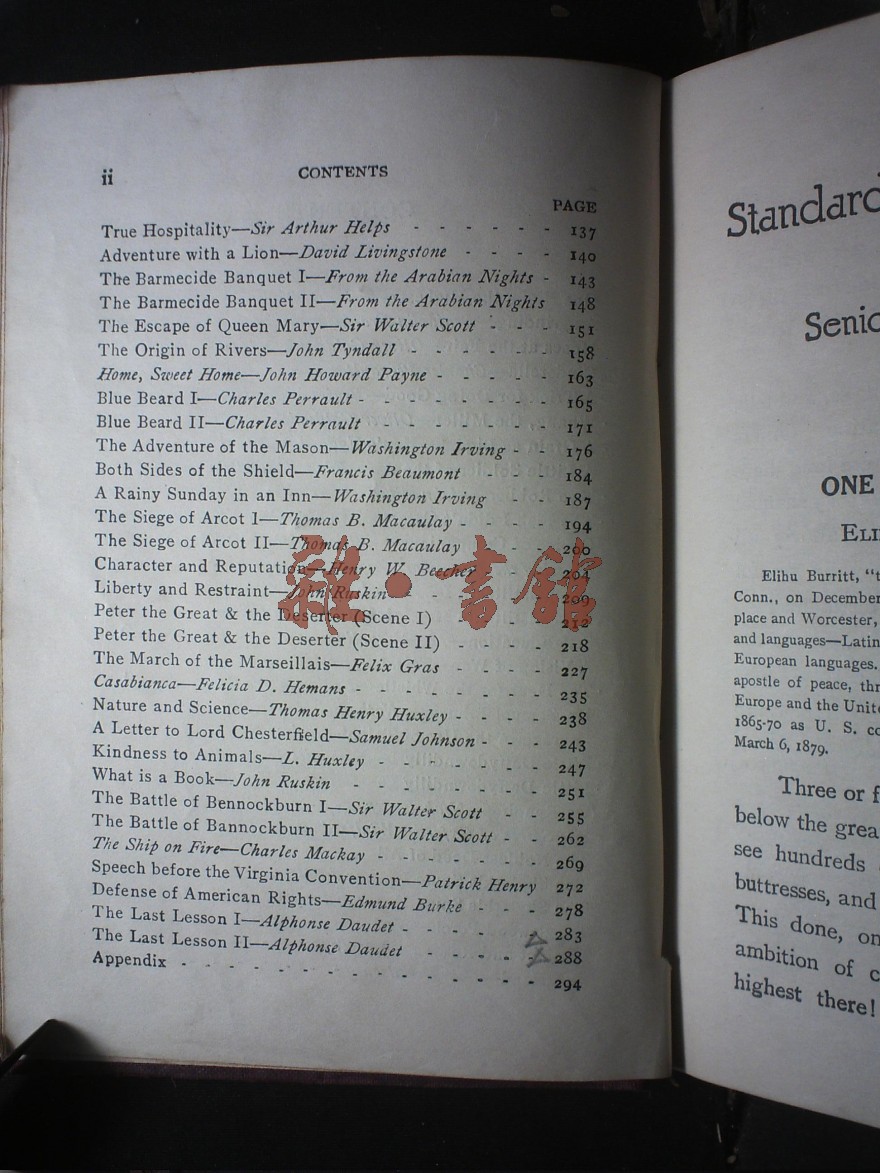 ii CONTENTS
PAGE
True Hospitality—Sir Arthur Helps - - - - - - 137
Adventure with a Lion—David Livingstone - - - - 140
The Barmecide Banquet I—From the Arabian Nights - 143
The Barmecide Banquet II—From the Arabian Nights 148
The Escape of Queen Mary—Sir Walter Scott - - - 151
The Origin of Rivers—John Tyndall - - - - - - 158
Home, Sweet Home—John Howard Payne - - - - - 163
Blue Beard I—Charles Perrault - - - - - - - 165
Blue Beard II—Charles Perrault - - - - - - 171
The Adventure of the Mason—Washington Irving - - 176
Both Sides of the Shield—Francis Beaumont - - - 184
A Rainy Sunday in an Inn—Washington Irving - - 187
The Siege of Arcot I—Thomas B. Macaulay - - - - 194
The Siege of Arcot II—Thomas B. Macaulay - - - 200
Character and Reputation—Henry W. Beecher - - 204
Liberty and Restraint—John Ruskin - - - - - - 209
Peter the Great & the Deserter (Scene I) - - - - 212
Peter the Great & the Deserter (Scene II) - - - - 218
The March of the Marseillais—Felix Gras - - - - 227
Casabianca—Felicia D. Hemans - - - - - - - 235
Nature and Science—Thomas Henry Huxley - - - - 238
A Letter to Lord Chesterfield—Samuel Johnson - - - 243
Kindness to Animals—L. Huxley - - - - - - 247
What is a Book—John Ruskin - - - - - - - 251
The Battle of Bennockburn I—Sir Walter Scott - - 255
The Battle of Bannockburn II—Sir Walter Scott - - 262
The Ship on Fire—Charles Mackay - - - - - - 269
Speech before the Virginia Convention—Patrick Henry 272
Defense of American Rights—Edmund Burke - - - 278
The Last Lesson I—Alphonse Daudet - - - - - - 283
The Last Lesson II—Alphonse Daudet - - - - - 288
Appendix - - - - - - - - - - - - - 294
雜·書館
Standard
Senio
ONE
ELI
Elihu Burritt, "t
Conn., on December
place and Worcester,
and languages—Latin
European languages.
apostle of peace, thr
Europe and the Unite
1865-70 as U. S. co
March 6, 1879.
Three or f
below the grea
see hundreds
buttresses, and
This done, on
ambition of c
highest there!